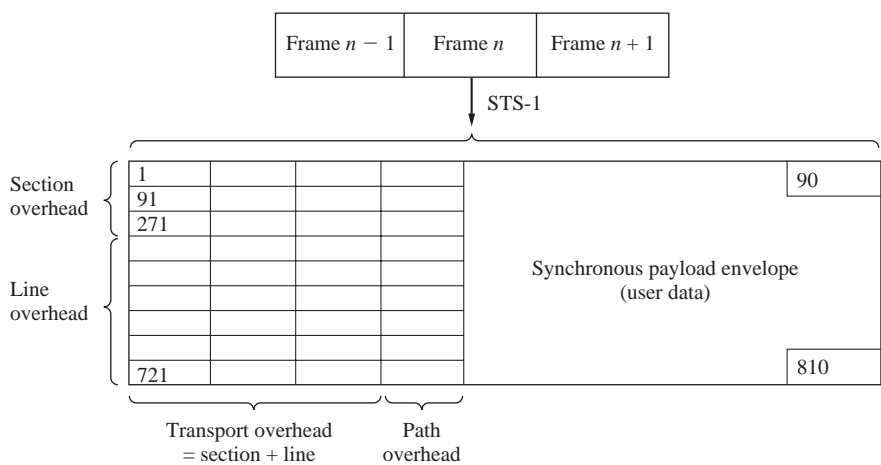 Frame n − 1
Frame n
Frame n + 1
STS-1
Section
overhead
1
91
271
90
Line
overhead
Synchronous payload envelope
(user data)
721
810
Transport overhead
= section + line
Path
overhead